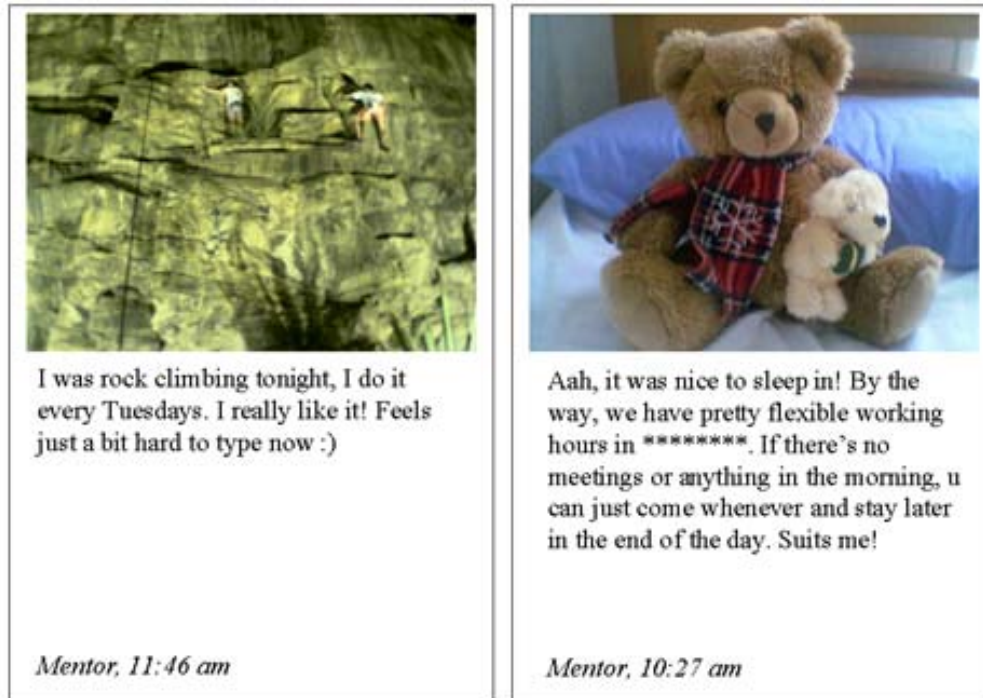 I was rock climbing tonight, I do it
every Tuesdays. I really like it! Feels
just a bit hard to type now :)
Mentor, 11:46 am
Aah, it was nice to sleep in! By the
way, we have pretty flexible working
hours in ********. If there's no
meetings or anything in the morning, u
can just come whenever and stay later
in the end of the day. Suits me!
Mentor, 10:27 am